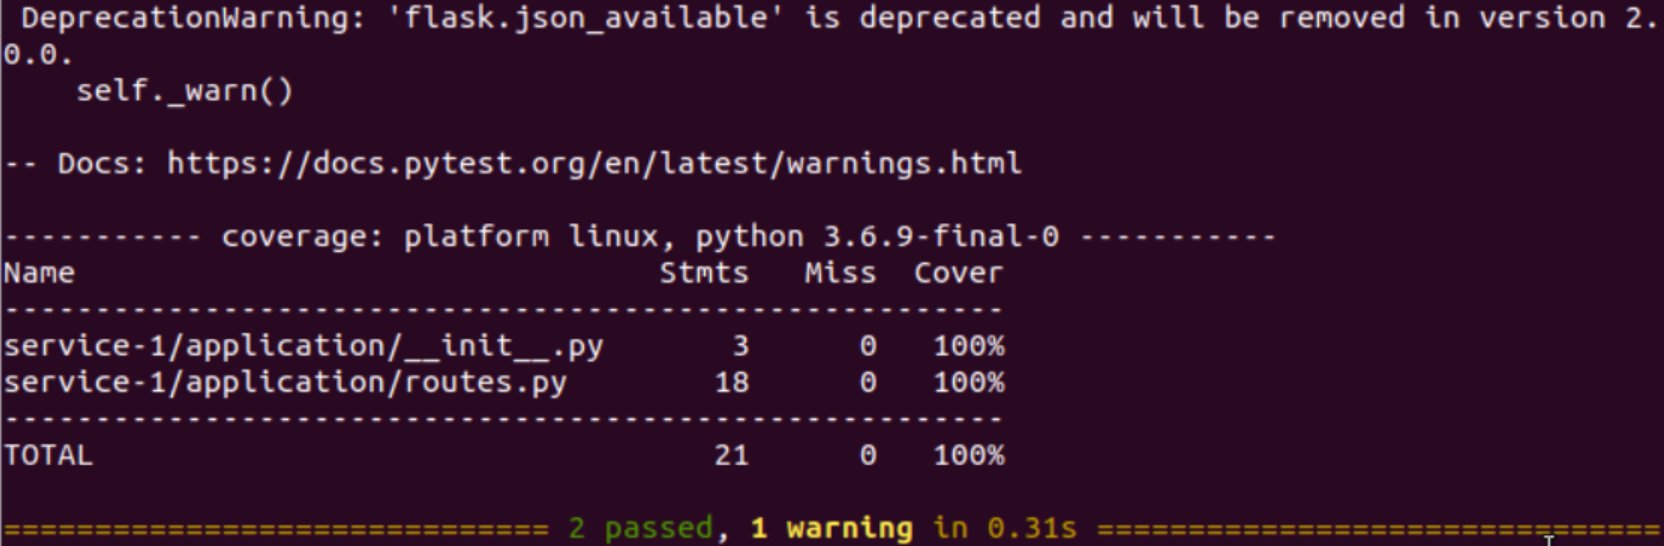 DeprecationWarning: 'flask.json_available' is deprecated and will be removed in version 2.
0.0.
    self._warn()
-- Docs: https://docs.pytest.org/en/latest/warnings.html
----------- coverage: platform linux, python 3.6.9-final-0 -----------
Name                                Stmts   Miss  Cover
-------------------------------------------------------
service-1/application/__init__.py       3      0   100%
service-1/application/routes.py        18      0   100%
-------------------------------------------------------
TOTAL                                  21      0   100%
============================== 2 passed, 1 warning in 0.31s ===============================